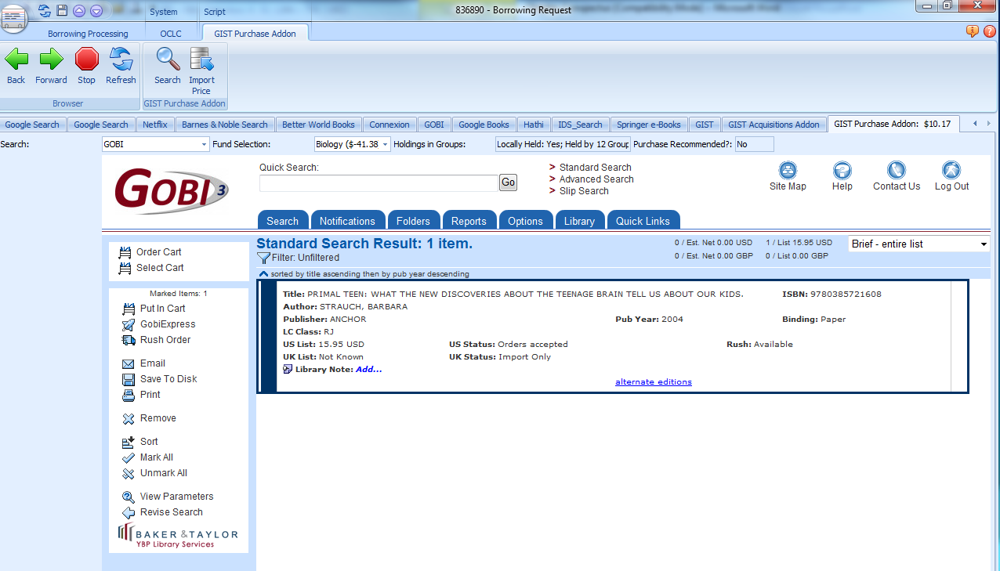 836890 - Borrowing Request
System Script
Borrowing Processing OCLC GIST Purchase Addon
Back Forward Stop Refresh Search Import Price
Browser GIST Purchase Addon
Google Search Google Search Netflix Barnes & Noble Search Better World Books Connexion GOBI Google Books Hathi IDS_Search Springer e-Books GIST GIST Acquisitions Addon GIST Purchase Addon: $10.17
Search: GOBI Fund Selection: Biology ($-41.38 Holdings in Groups: Locally Held: Yes; Held by 12 Group Purchase Recommended?: No
GOBI 3
Quick Search:
Go
> Standard Search
> Advanced Search
> Slip Search
Site Map Help Contact Us Log Out
Search Notifications Folders Reports Options Library Quick Links
Order Cart
Select Cart
Marked Items: 1
Put In Cart
GobiExpress
Rush Order
Email
Save To Disk
Print
Remove
Sort
Mark All
Unmark All
View Parameters
Revise Search
BAKER & TAYLOR
YBP Library Services
Standard Search Result: 1 item.
Filter: Unfiltered
0 / Est. Net 0.00 USD 1 / List 15.95 USD
0 / Est. Net 0.00 GBP 0 / List 0.00 GBP
Brief - entire list
sorted by title ascending then by pub year descending
Title: PRIMAL TEEN: WHAT THE NEW DISCOVERIES ABOUT THE TEENAGE BRAIN TELL US ABOUT OUR KIDS. ISBN: 9780385721608
Author: STRAUCH, BARBARA
Publisher: ANCHOR Pub Year: 2004 Binding: Paper
LC Class: RJ
US List: 15.95 USD US Status: Orders accepted Rush: Available
UK List: Not Known UK Status: Import Only
Library Note: Add...
alternate editions